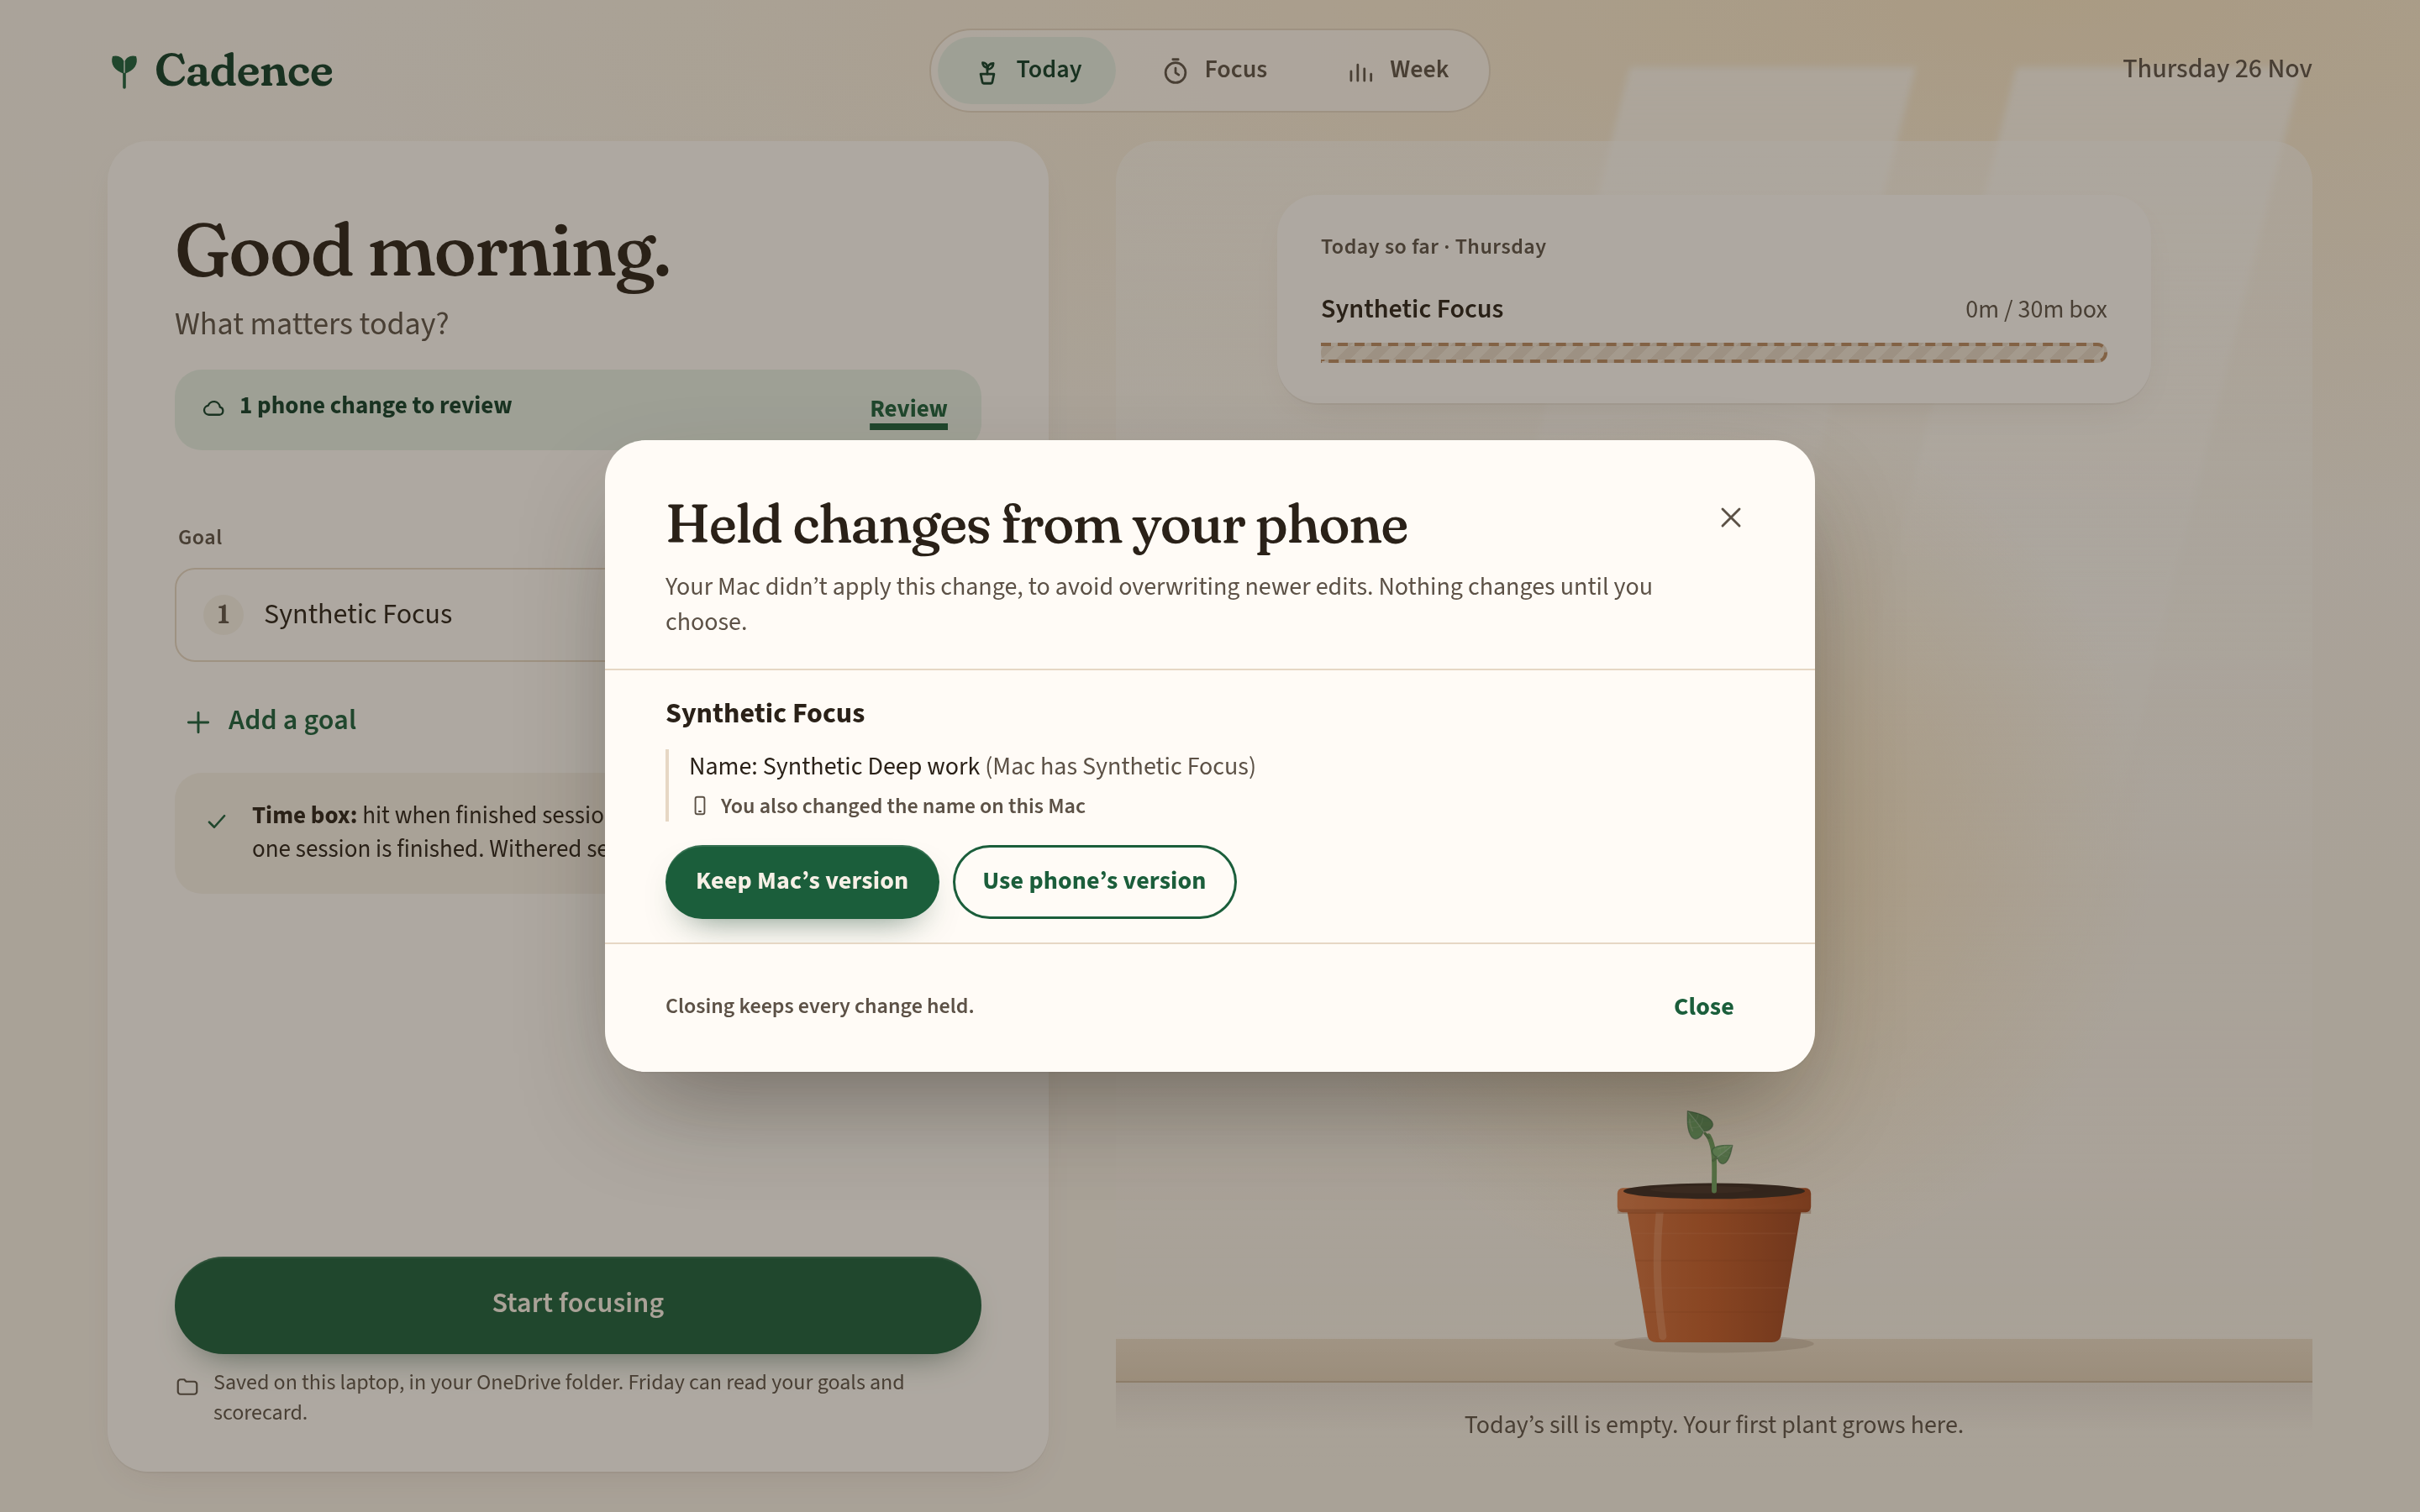 Cadence
Today
Focus
Week
Thursday 26 Nov
Good morning.
What matters today?
1 phone change to review
Review
Goal
1
Synthetic Focus
Add a goal
Time box: hit when finished
one session is finished. Withered
Start focusing
Saved on this laptop, in your OneDrive folder. Friday can read your goals and
scorecard.
Today so far · Thursday
Synthetic Focus
0m / 30m box
Held changes from your phone
Your Mac didn’t apply this change, to avoid overwriting newer edits. Nothing changes until you
choose.
Synthetic Focus
Name: Synthetic Deep work (Mac has Synthetic Focus)
You also changed the name on this Mac
Keep Mac’s version
Use phone’s version
Closing keeps every change held.
Close
Today’s sill is empty. Your first plant grows here.